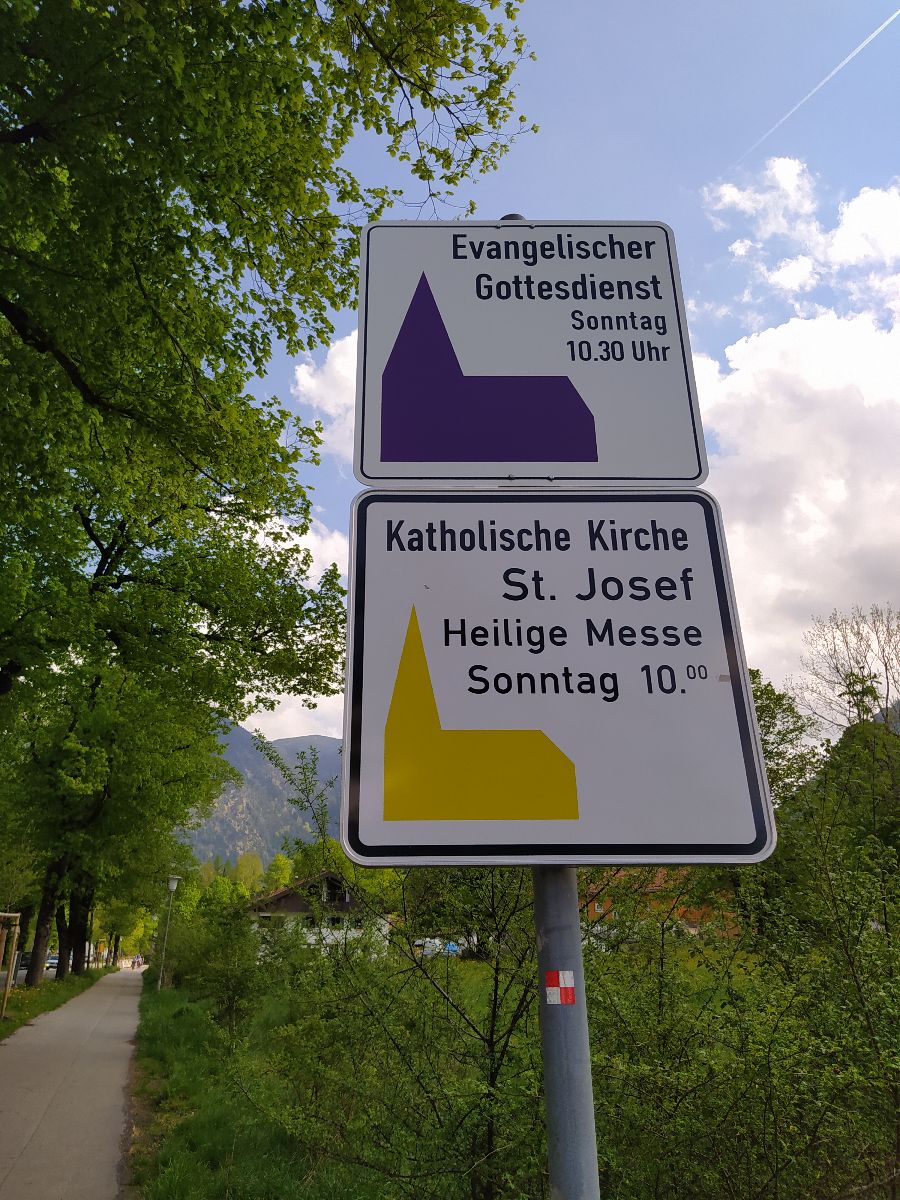 Evangelischer
Gottesdienst
Sonntag
10.30 Uhr
Katholische Kirche
St. Josef
Heilige Messe
Sonntag 10.00